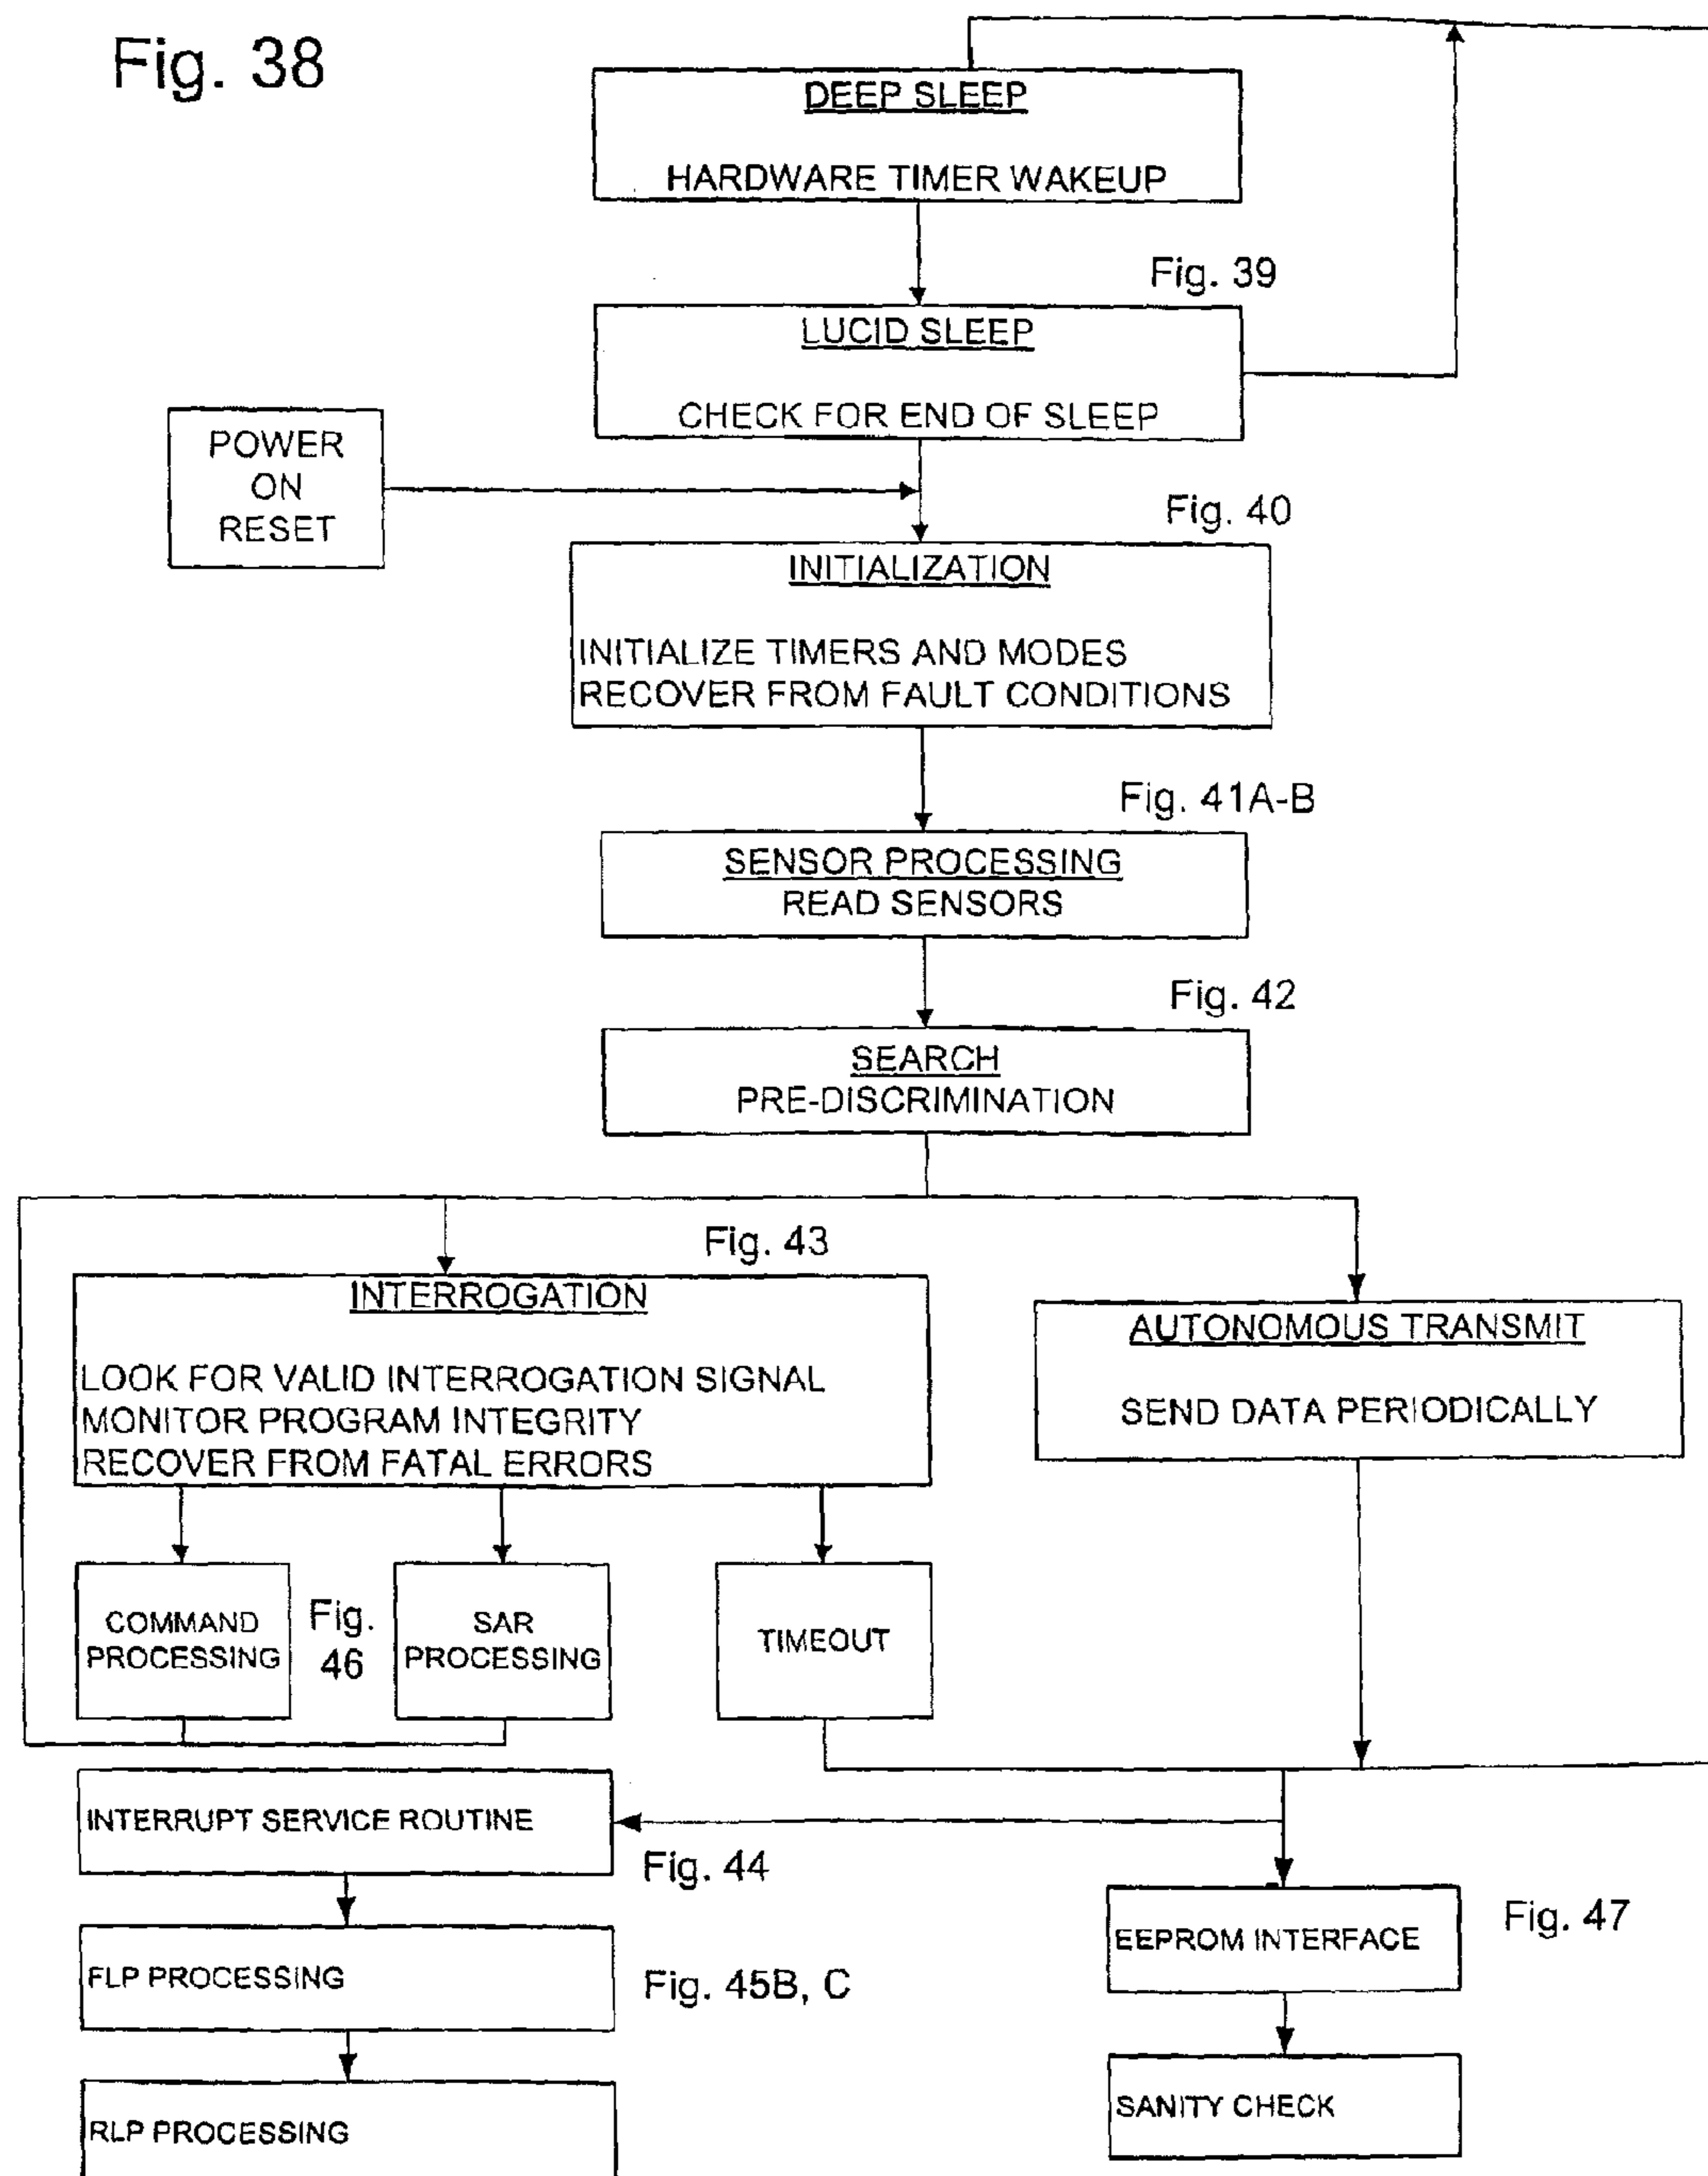 Fig. 38
DEEP SLEEP
HARDWARE TIMER WAKEUP
Fig. 39
LUCID SLEEP
CHECK FOR END OF SLEEP
POWER
ON
RESET
Fig. 40
INITIALIZATION
INITIALIZE TIMERS AND MODES
RECOVER FROM FAULT CONDITIONS
Fig. 41A-B
SENSOR PROCESSING
READ SENSORS
Fig. 42
SEARCH
PRE-DISCRIMINATION
Fig. 43
INTERROGATION
LOOK FOR VALID INTERROGATION SIGNAL
MONITOR PROGRAM INTEGRITY
RECOVER FROM FATAL ERRORS
AUTONOMOUS TRANSMIT
SEND DATA PERIODICALLY
COMMAND
PROCESSING
Fig.
46
SAR
PROCESSING
TIMEOUT
INTERRUPT SERVICE ROUTINE
Fig. 44
FLP PROCESSING
Fig. 45B, C
RLP PROCESSING
EEPROM INTERFACE
Fig. 47
SANITY CHECK